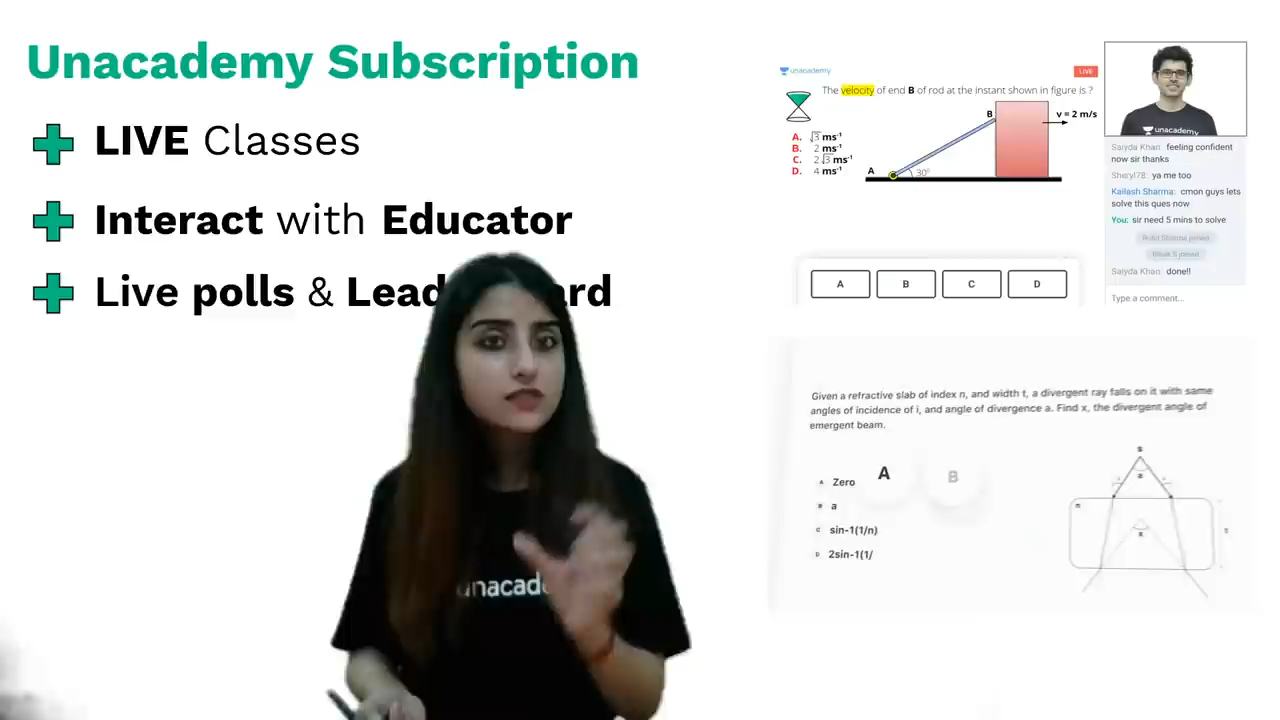 Unacademy Subscription
LIVE Classes
Interact with Educator
Live polls & Lead ard
unacad
unacademy
LIVE
The velocity of end B of rod at the instant shown in figure is ?
A. √3 ms⁻¹
B. 2 ms⁻¹
C. 2√3 ms⁻¹
D. 4 ms⁻¹
B
v = 2 m/s
A
30°
A B C D
unacademy
Saiyda Khan: feeling confident
now sir thanks
Sheryl78: ya me too
Kailash Sharma: cmon guys lets
solve this ques now
You: sir need 5 mins to solve
joined
joined
Saiyda Khan: done!!
Type a comment...
Given a refractive slab of index n, and width t, a divergent ray falls on it with same
angles of incidence of i, and angle of divergence a. Find x, the divergent angle of
emergent beam.
A Zero
B a
C sin-1(1/n)
D 2sin-1(1/
A B
s
a
x